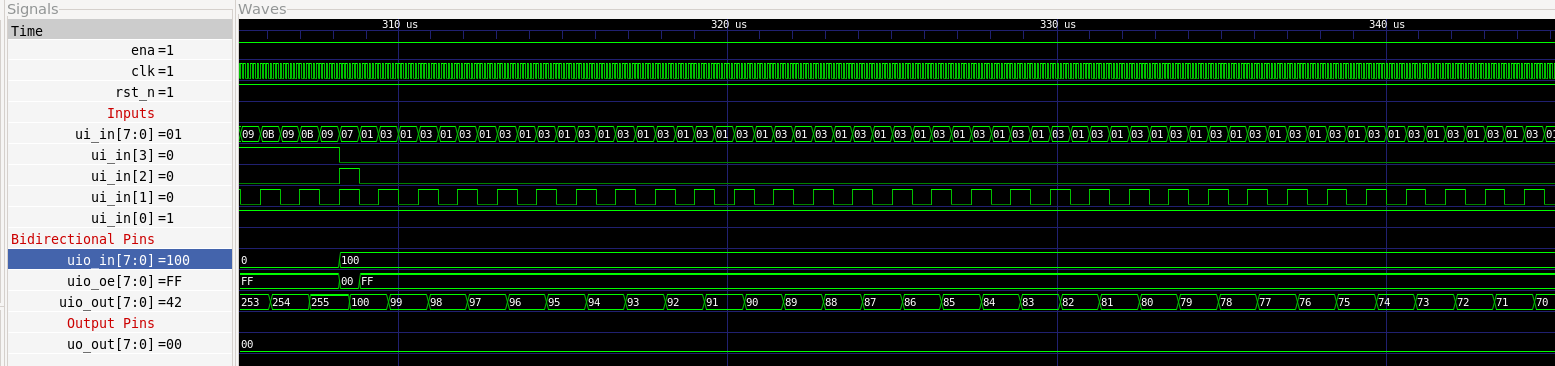 Signals
Waves
Time
310 us 320 us 330 us 340 us
ena =1
clk =1
rst_n =1
Inputs
ui_in[7:0] =01 09 0B 09 0B 09 07 01 03 01 03 01 03 01 03 01 03 01 03 01 03 01 03 01 03 01 03 01 03 01 03 01 03 01 03 01 03 01 03 01 03 01 03 01 03 01 03 01 03 01 03 01 03 01 03 01 03 01 03 01 03 01 03 01 03 01 03 01
ui_in[3] =0
ui_in[2] =0
ui_in[1] =0
ui_in[0] =1
Bidirectional Pins
uio_in[7:0] =100 0 100
uio_oe[7:0] =FF FF 00 FF
uio_out[7:0] =42 253 254 255 100 99 98 97 96 95 94 93 92 91 90 89 88 87 86 85 84 83 82 81 80 79 78 77 76 75 74 73 72 71 70
Output Pins
uo_out[7:0] =00 00